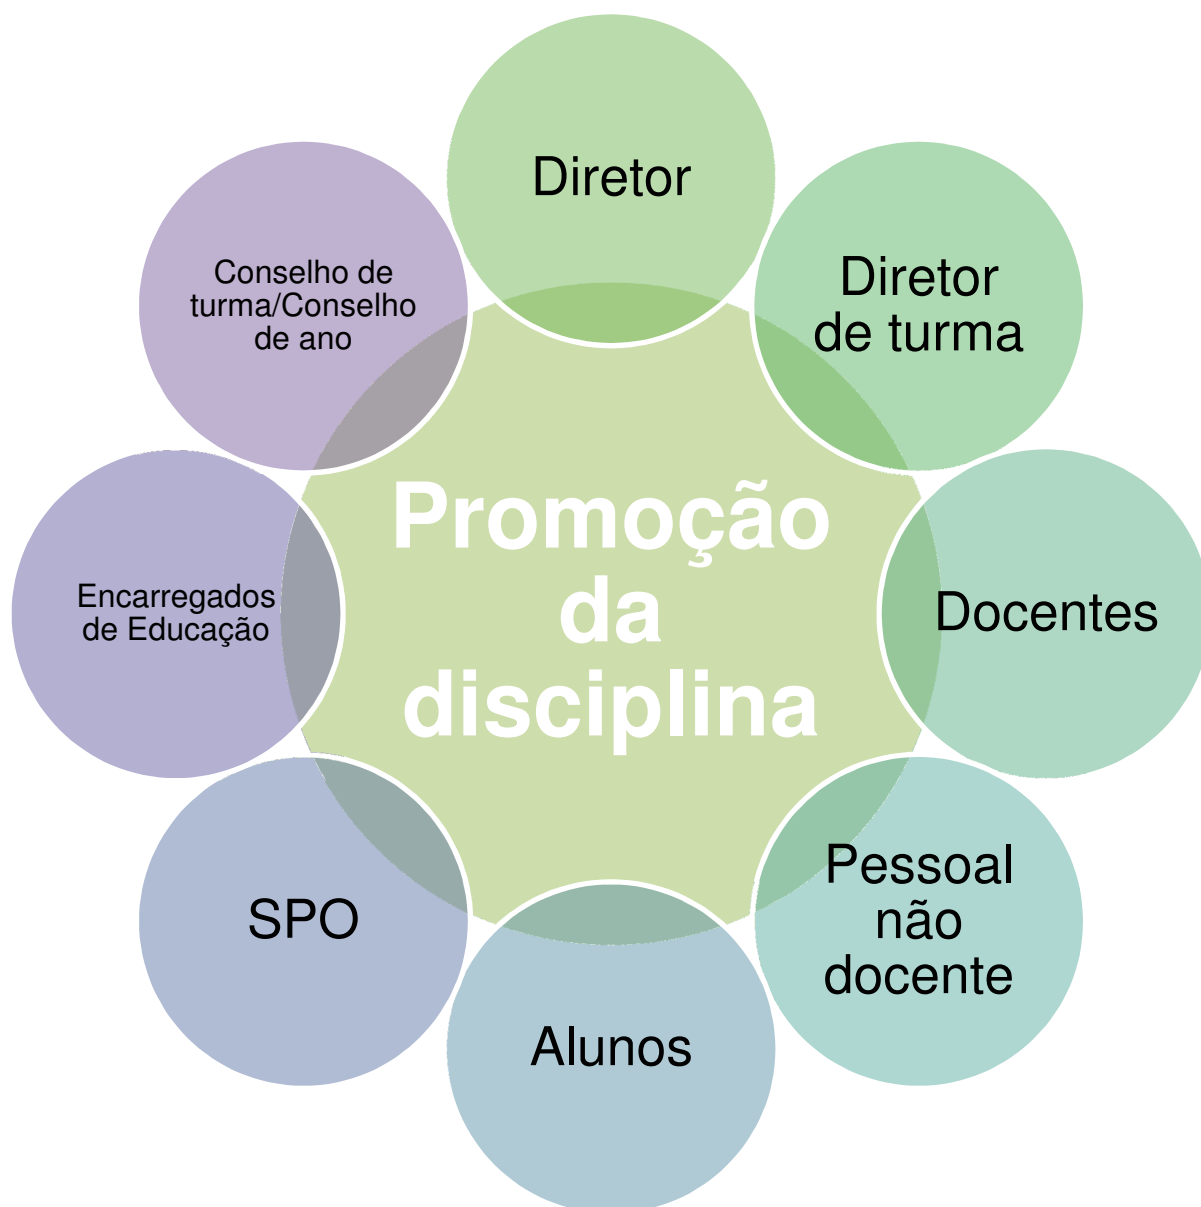 Diretor
Diretor
de turma
Docentes
Pessoal
não
docente
Alunos
SPO
Encarregados
de Educação
Conselho de
turma/Conselho
de ano
Promoção
da
disciplina